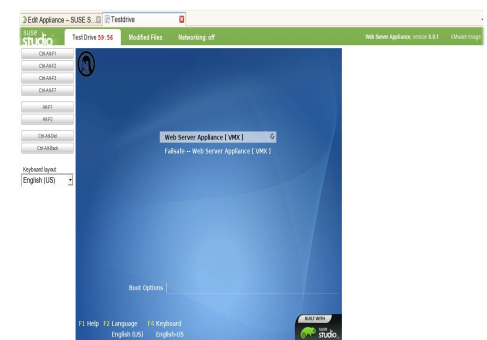 Edit Appliance – SUSE S...
Testdrive
SUSE studio
Test Drive 59:56
Modified Files
Networking: off
Web Server Appliance, version 0.0.1
VMware Image
Ctrl-Alt-F1
Ctrl-Alt-F2
Ctrl-Alt-F3
Ctrl-Alt-F7
Alt-F1
Alt-F2
Ctrl-Alt-Del
Ctrl-Alt-Back
Keyboard layout
English (US)
Web Server Appliance [ VMX ]
Failsafe -- Web Server Appliance [ VMX ]
Boot Options
F1 Help F2 Language F4 Keyboard
English (US) English-US
BUILT WITH
SUSE studio